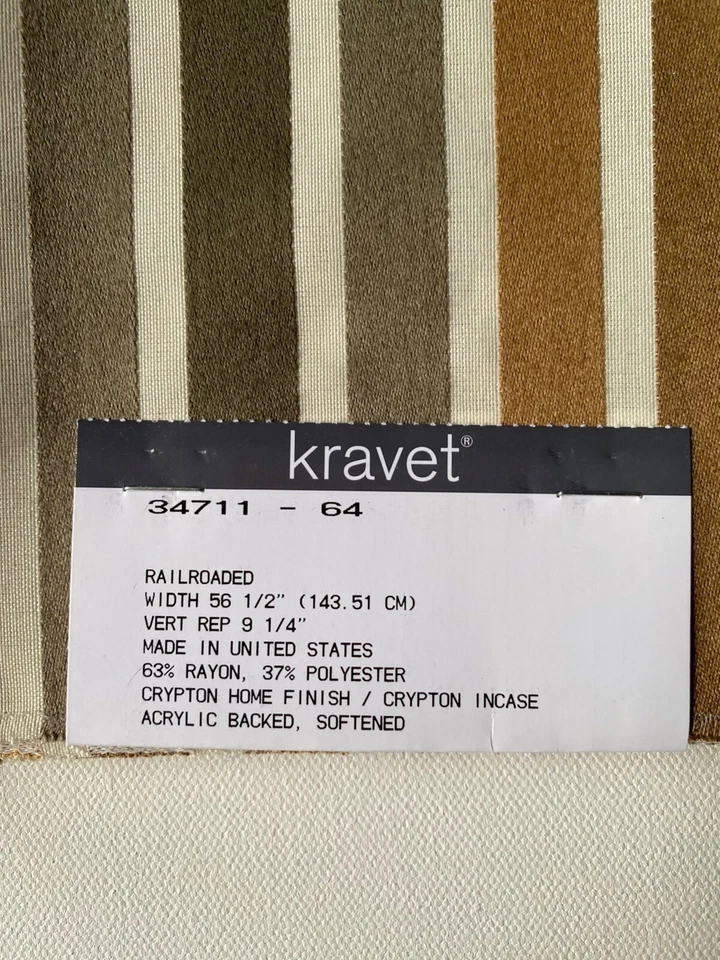 kravet®
34711 - 64
RAILROADED
WIDTH 56 1/2" (143.51 CM)
VERT REP 9 1/4"
MADE IN UNITED STATES
63% RAYON, 37% POLYESTER
CRYPTON HOME FINISH / CRYPTON INCASE
ACRYLIC BACKED, SOFTENED